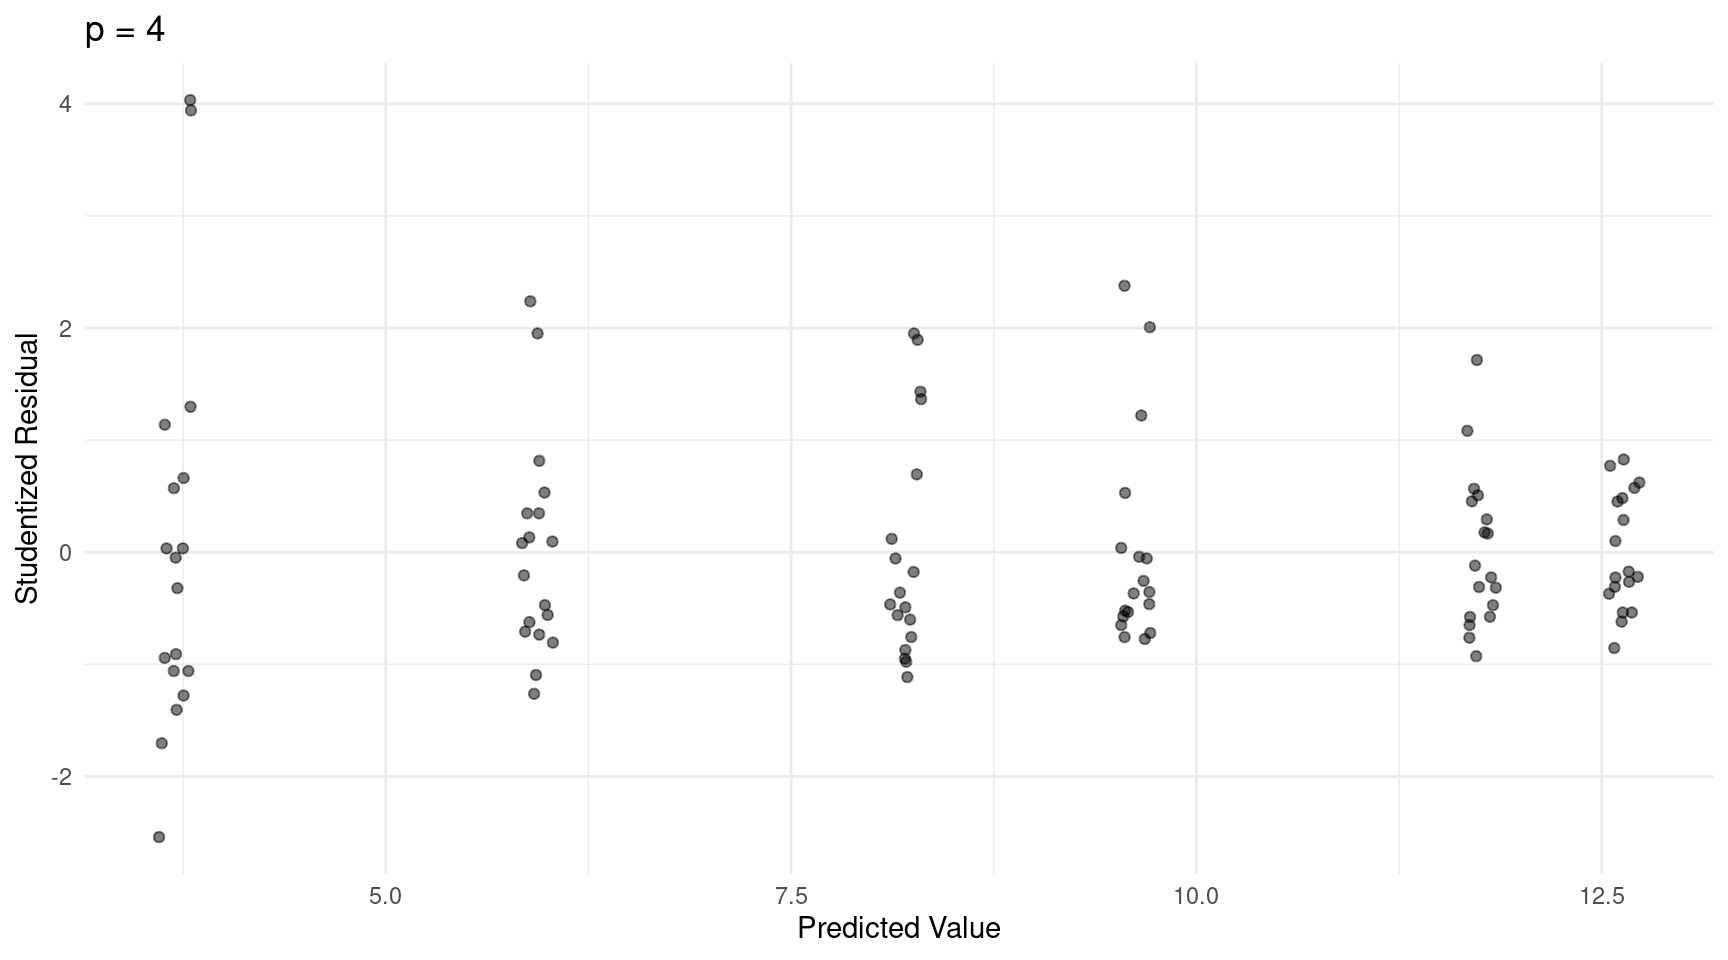 p = 4
Studentized Residual
4
2
0
-2
5.0 7.5 10.0 12.5
Predicted Value